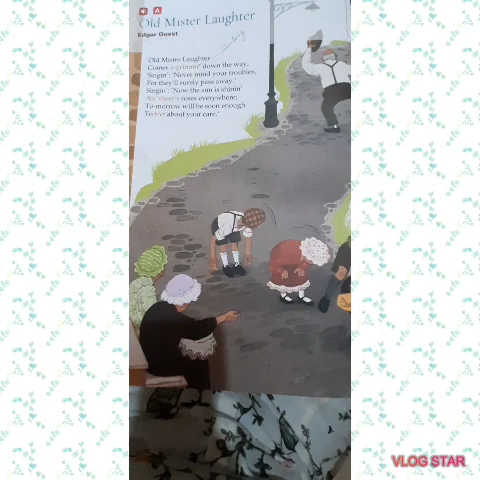 A
Old Mister Laughter
Edgar Guest
Old Mister Laughter
Comes a-grinnin' down the way,
Singin': 'Never mind your troubles,
For they'll surely pass away.'
Singin': 'Now the sun is shinin'
An' there's roses everywhere;
To-morrow will be soon enough
To fret about your care.'
VLOG STAR